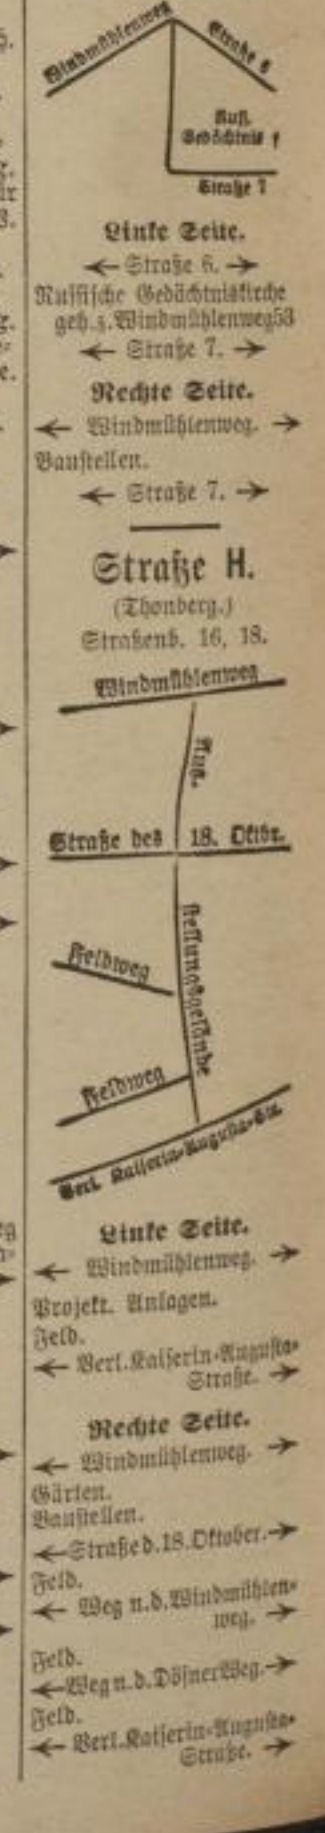 Windmühlenweg
Straße 6
Russ.
Gedächtnis
Straße 7
Linke Seite.
← Straße 6. →
Russische Gedächtniskirche
geh. z. Windmühlenweg 53
← Straße 7. →
Rechte Seite.
← Windmühlenweg. →
Baustellen.
← Straße 7. →
Straße H.
(Thonberg.)
Straßenb. 16, 18.
Windmühlenweg
Aus-
Straße des 18. Oktbr.
stellungsgelände
Feldweg
Feldweg
Verl. Kaiserin-Augusta-Str.
Linke Seite.
← Windmühlenweg. →
Projekt. Anlagen.
Feld.
← Verl. Kaiserin-Augusta-
Straße. →
Rechte Seite.
← Windmühlenweg. →
Gärten.
Baustellen.
← Straße d. 18. Oktober. →
Feld.
← Weg n. d. Windmühlen-
weg. →
Feld.
← Weg n. d. Dösner Weg. →
Feld.
← Verl. Kaiserin-Augusta-
Straße. →